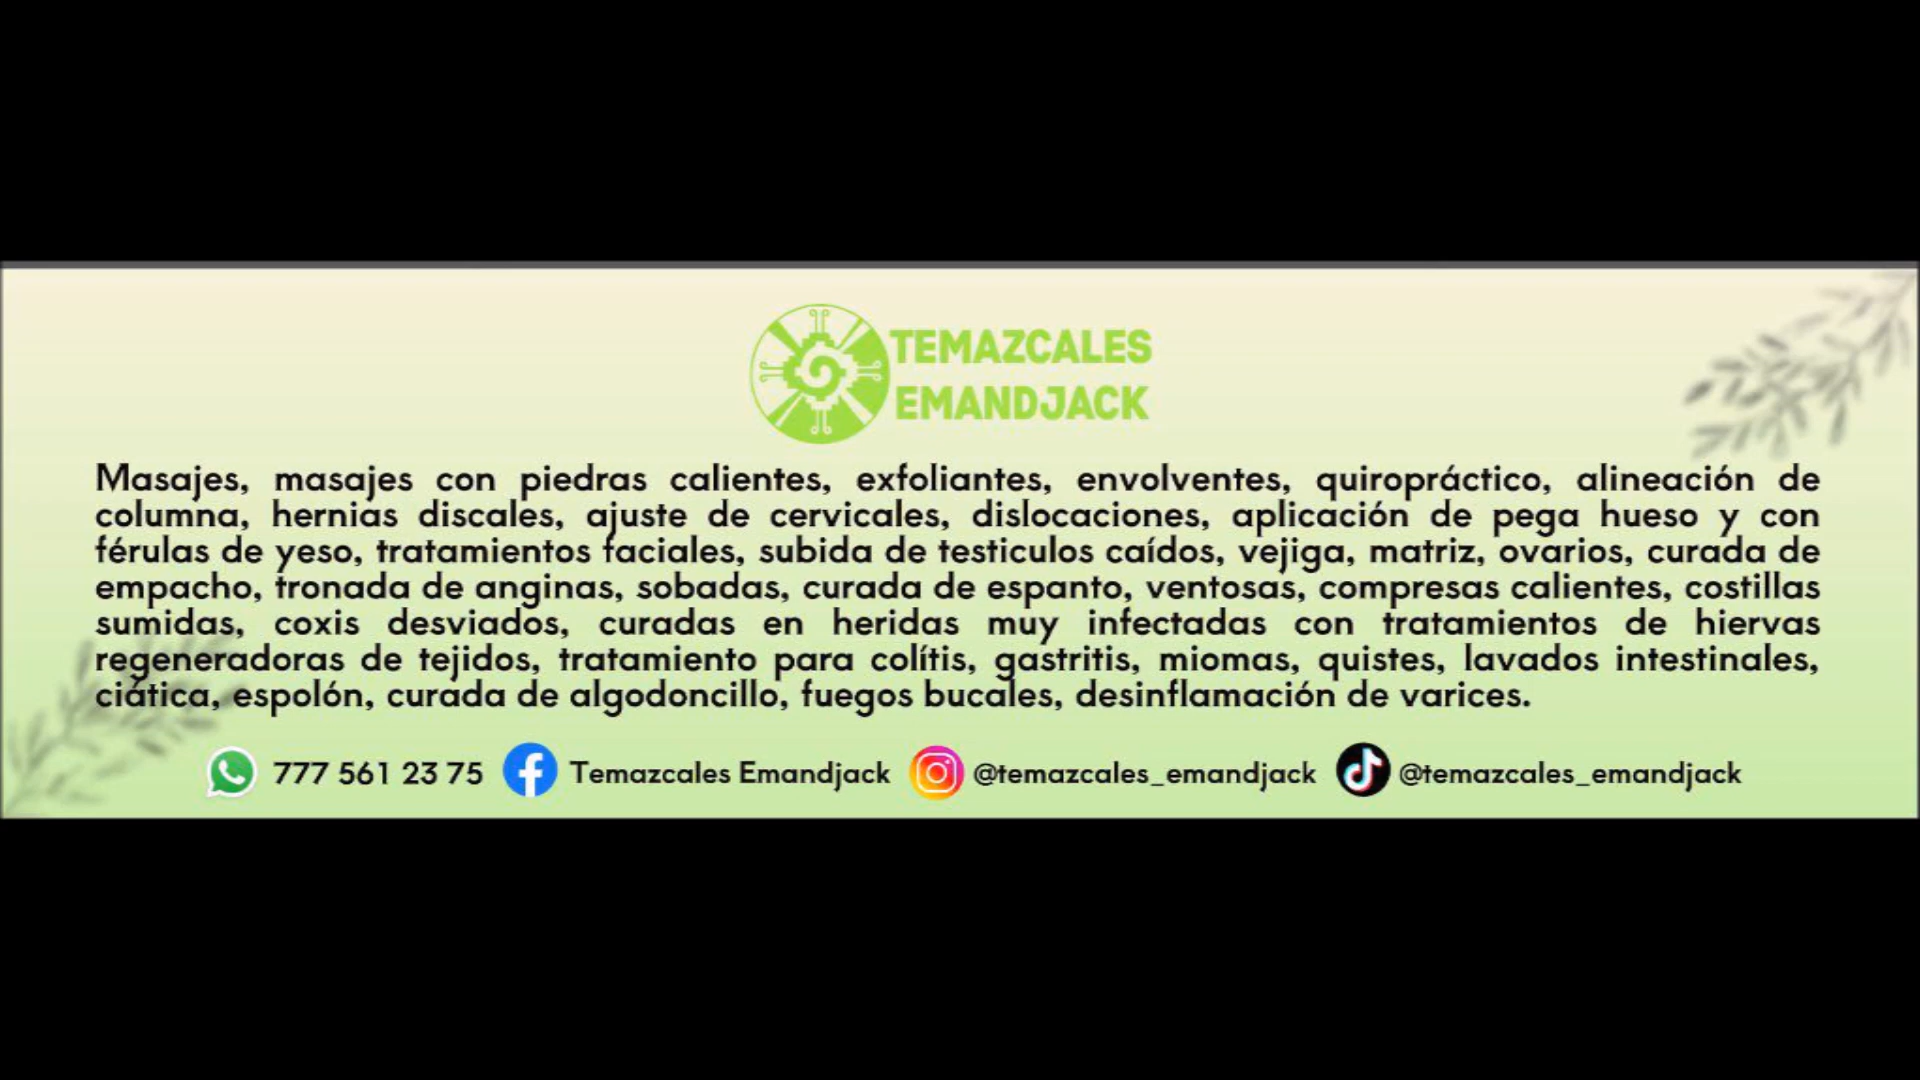 TEMAZCALES
EMANDJACK
Masajes, masajes con piedras calientes, exfoliantes, envolventes, quiropráctico, alineación de
columna, hernias discales, ajuste de cervicales, dislocaciones, aplicación de pega hueso y con
férulas de yeso, tratamientos faciales, subida de testiculos caídos, vejiga, matriz, ovarios, curada de
empacho, tronada de anginas, sobadas, curada de espanto, ventosas, compresas calientes, costillas
sumidas, coxis desviados, curadas en heridas muy infectadas con tratamientos de hiervas
regeneradoras de tejidos, tratamiento para colítis, gastritis, miomas, quistes, lavados intestinales,
ciática, espolón, curada de algodoncillo, fuegos bucales, desinflamación de varices.
777 561 23 75 Temazcales Emandjack @temazcales_emandjack @temazcales_emandjack